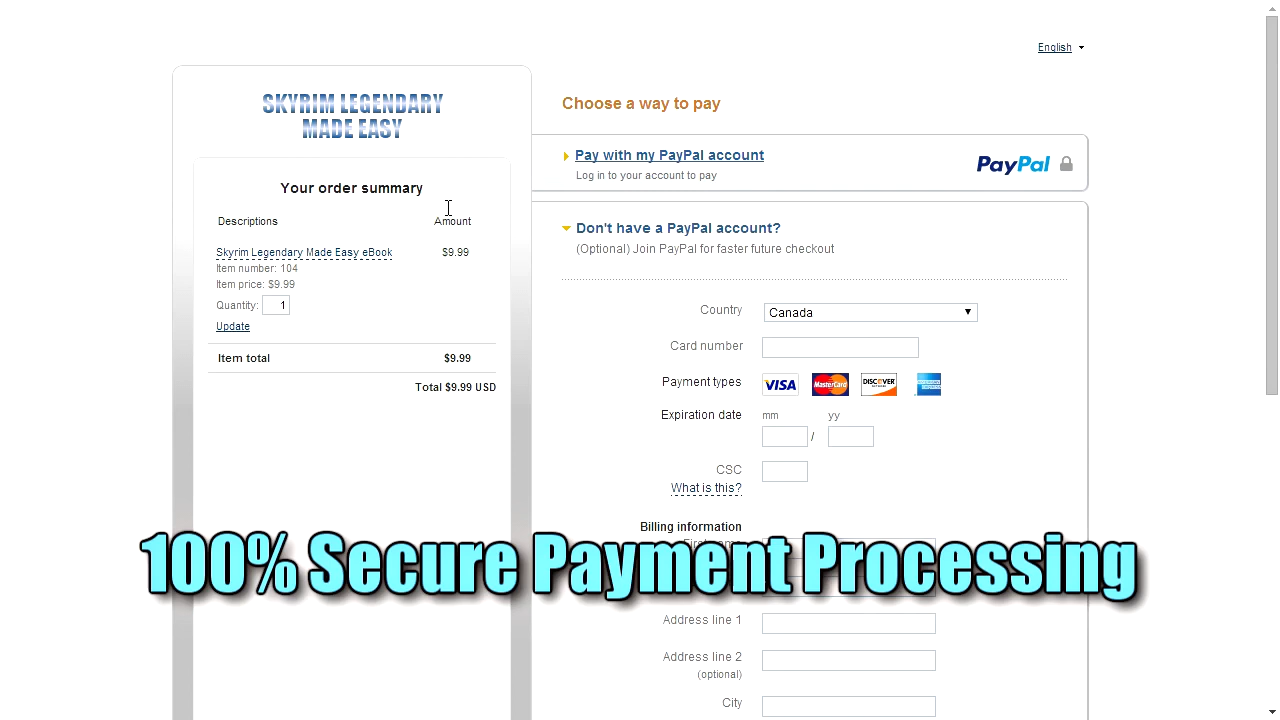 English
SKYRIM LEGENDARY
MADE EASY
Your order summary
Descriptions Amount
Skyrim Legendary Made Easy eBook $9.99
Item number: 104
Item price: $9.99
Quantity: 1
Update
Item total $9.99
Total $9.99 USD
Choose a way to pay
Pay with my PayPal account
Log in to your account to pay
PayPal
Don't have a PayPal account?
(Optional) Join PayPal for faster future checkout
Country Canada
Card number
Payment types VISA MasterCard DISCOVER
Expiration date mm yy
/
CSC
What is this?
Billing information
100% Secure Payment Processing
Address line 1
Address line 2
(optional)
City